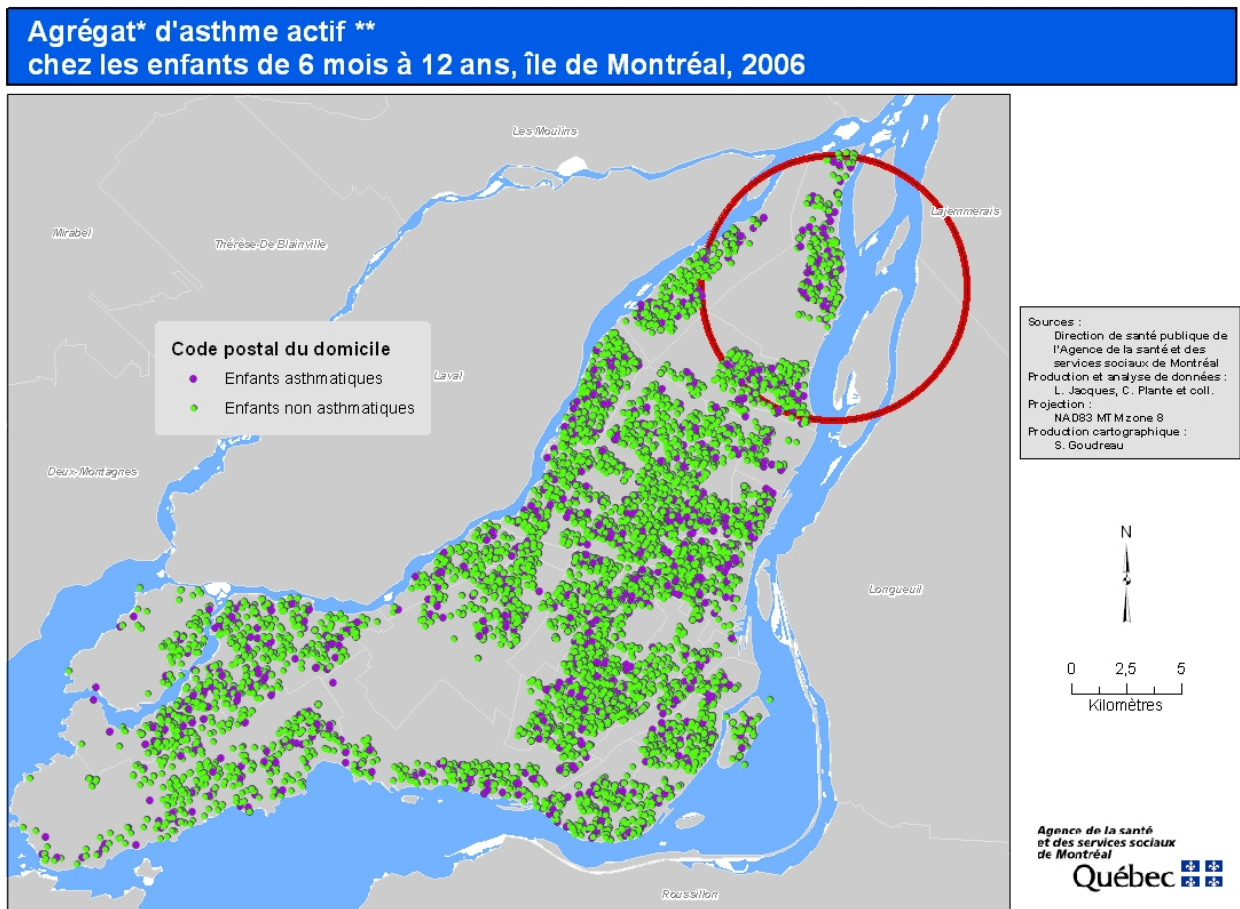 Agrégat* d'asthme actif **
chez les enfants de 6 mois à 12 ans, île de Montréal, 2006
Les Moulins
Lajemmerais
Mirabel
Thérèse-De Blainville
Code postal du domicile
Enfants asthmatiques
Enfants non asthmatiques
Laval
Deux-Montagnes
Longueuil
Roussillon
Sources :
Direction de santé publique de
l'Agence de la santé et des
services sociaux de Montréal
Production et analyse de données :
L. Jacques, C. Plante et coll.
Projection :
NAD83 MTM zone 8
Production cartographique :
S. Goudreau
N
0 2,5 5
Kilomètres
Agence de la santé
et des services sociaux
de Montréal
Québec